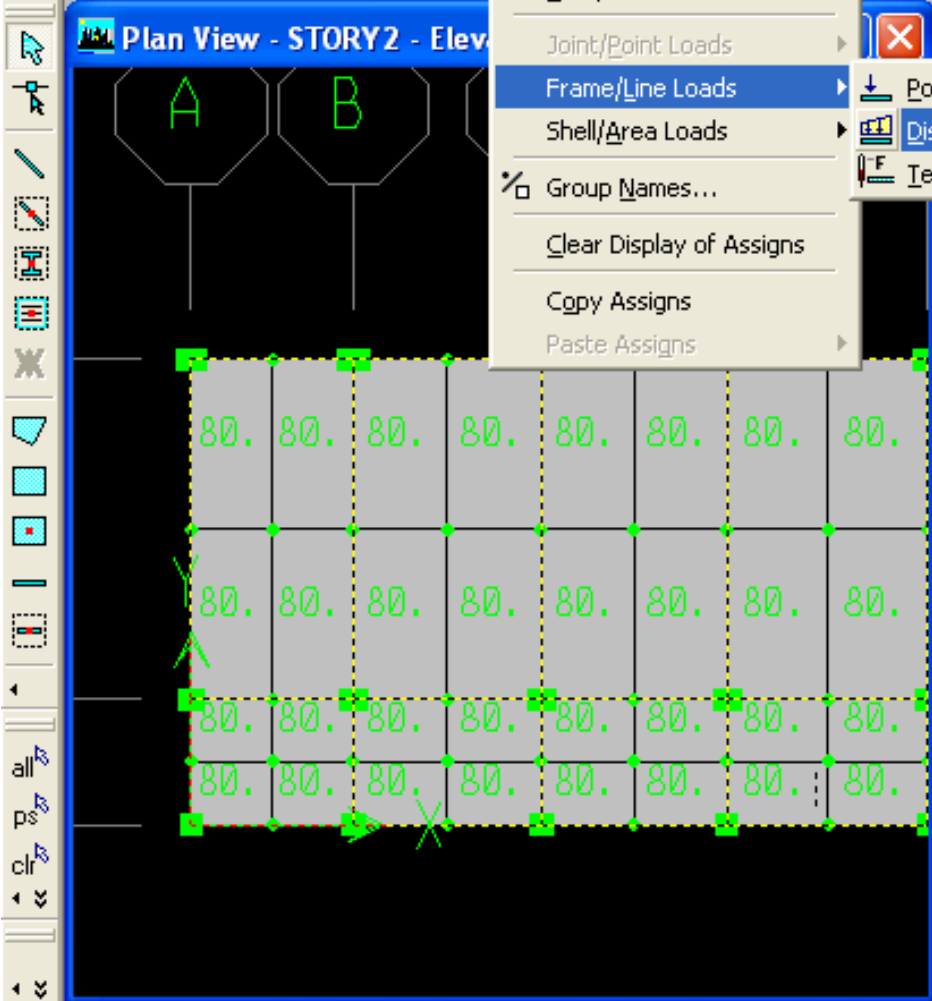 Plan View - STORY2 - Elev
Joint/Point Loads
Frame/Line Loads
Shell/Area Loads
Group Names...
Clear Display of Assigns
Copy Assigns
Paste Assigns
Po
Dis
Te
A B
80. 80. 80. 80. 80. 80. 80. 80.
Y
80. 80. 80. 80. 80. 80. 80. 80.
80. 80. 80. 80. 80. 80. 80. 80.
80. 80. 80. 80. 80. 80. 80. 80.
X
all
ps
clr